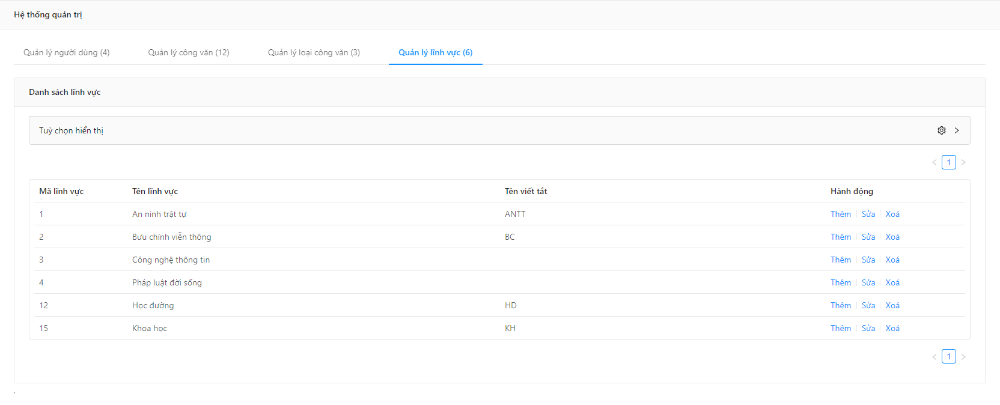 Hệ thống quản trị
Quản lý người dùng (4) Quản lý công văn (12) Quản lý loại công văn (3) Quản lý lĩnh vực (6)
Danh sách lĩnh vực
Tuỳ chọn hiển thị
1
Mã lĩnh vực Tên lĩnh vực Tên viết tắt Hành động
1 An ninh trật tự ANTT Thêm Sửa Xoá
2 Bưu chính viễn thông BC Thêm Sửa Xoá
3 Công nghệ thông tin Thêm Sửa Xoá
4 Pháp luật đời sống Thêm Sửa Xoá
12 Học đường HD Thêm Sửa Xoá
15 Khoa học KH Thêm Sửa Xoá
1
,